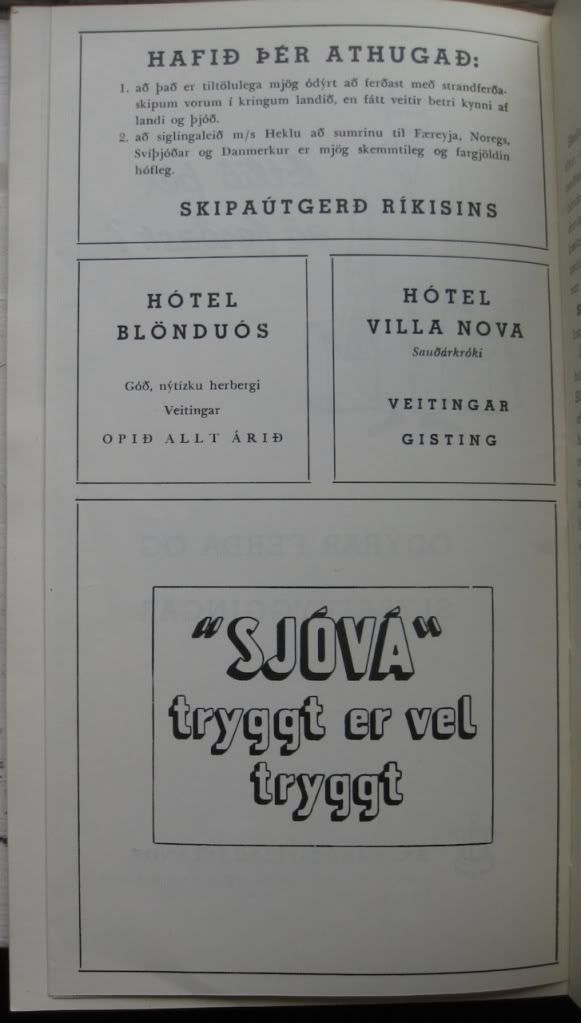 HAFIÐ ÞÉR ATHUGAÐ:
1. að það er tiltölulega mjög ódýrt að ferðast með strandferða-
skipum vorum í kringum landið, en fátt veitir betri kynni af
landi og þjóð.
2. að siglingaleið m/s Heklu að sumrinu til Færeyja, Noregs,
Svíþjóðar og Danmerkur er mjög skemmtileg og fargjöldin
hófleg.
SKIPAÚTGERÐ RÍKISINS
HÓTEL
BLÖNDUÓS
Góð, nýtízku herbergi
Veitingar
OPIÐ ALLT ÁRIÐ
HÓTEL
VILLA NOVA
Sauðárkróki
VEITINGAR
GISTING
"SJÓVÁ"
tryggt er vel
tryggt